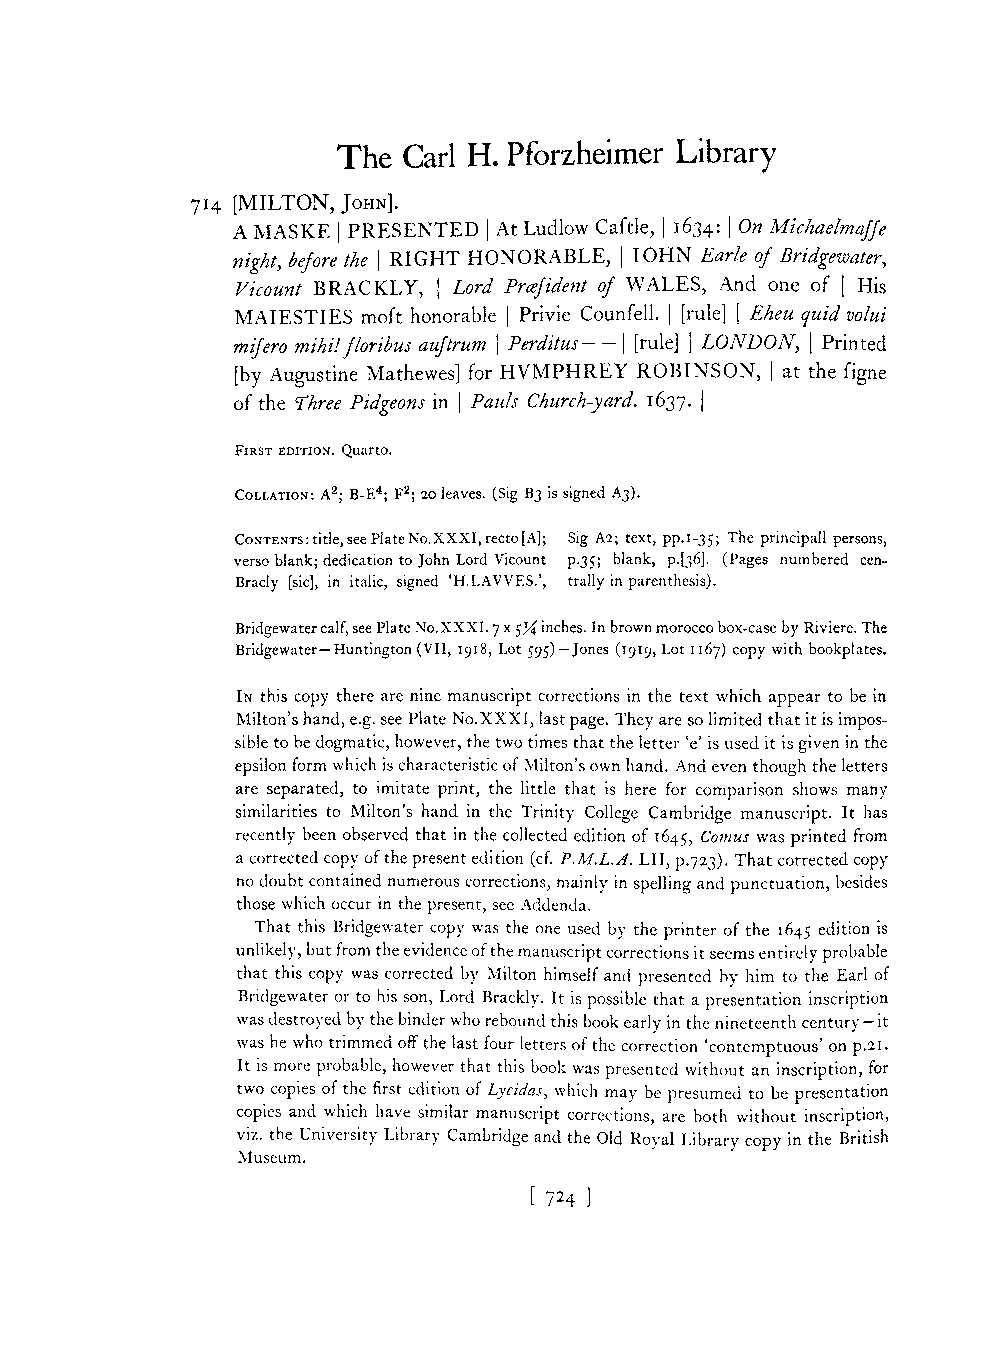 The Carl H. Pforzheimer Library
714 [MILTON, JOHN].
A MASKE | PRESENTED | At Ludlow Caſtle, | 1634: | On Michaelmaſſe
night, before the | RIGHT HONORABLE, | IOHN Earle of Bridgewater,
Vicount BRACKLY, | Lord Præſident of WALES, And one of | His
MAIESTIES moſt honorable | Privie Counſell. | [rule] | Eheu quid volui
miſero mihi! floribus auſtrum | Perditus— — | [rule] | LONDON, | Printed
[by Augustine Mathewes] for HVMPHREY ROBINSON, | at the ſigne
of the Three Pidgeons in | Pauls Church-yard. 1637. |
FIRST EDITION. Quarto.
COLLATION: A²; B-E⁴; F²; 20 leaves. (Sig B3 is signed A3).
CONTENTS: title, see Plate No.XXXI, recto [A];
verso blank; dedication to John Lord Vicount
Bracly [sic], in italic, signed 'H.LAVVES.',
Sig A2; text, pp.1-35; The principall persons,
p.35; blank, p.[36]. (Pages numbered cen-
trally in parenthesis).
Bridgewater calf, see Plate No.XXXI. 7 x 5¼ inches. In brown morocco box-case by Riviere. The
Bridgewater—Huntington (VII, 1918, Lot 595)—Jones (1919, Lot 1167) copy with bookplates.
IN this copy there are nine manuscript corrections in the text which appear to be in
Milton's hand, e.g. see Plate No.XXXI, last page. They are so limited that it is impos-
sible to be dogmatic, however, the two times that the letter 'e' is used it is given in the
epsilon form which is characteristic of Milton's own hand. And even though the letters
are separated, to imitate print, the little that is here for comparison shows many
similarities to Milton's hand in the Trinity College Cambridge manuscript. It has
recently been observed that in the collected edition of 1645, Comus was printed from
a corrected copy of the present edition (cf. P.M.L.A. LII, p.723). That corrected copy
no doubt contained numerous corrections, mainly in spelling and punctuation, besides
those which occur in the present, see Addenda.
That this Bridgewater copy was the one used by the printer of the 1645 edition is
unlikely, but from the evidence of the manuscript corrections it seems entirely probable
that this copy was corrected by Milton himself and presented by him to the Earl of
Bridgewater or to his son, Lord Brackly. It is possible that a presentation inscription
was destroyed by the binder who rebound this book early in the nineteenth century—it
was he who trimmed off the last four letters of the correction 'contemptuous' on p.21.
It is more probable, however that this book was presented without an inscription, for
two copies of the first edition of Lycidas, which may be presumed to be presentation
copies and which have similar manuscript corrections, are both without inscription,
viz. the University Library Cambridge and the Old Royal Library copy in the British
Museum.
[ 724 ]